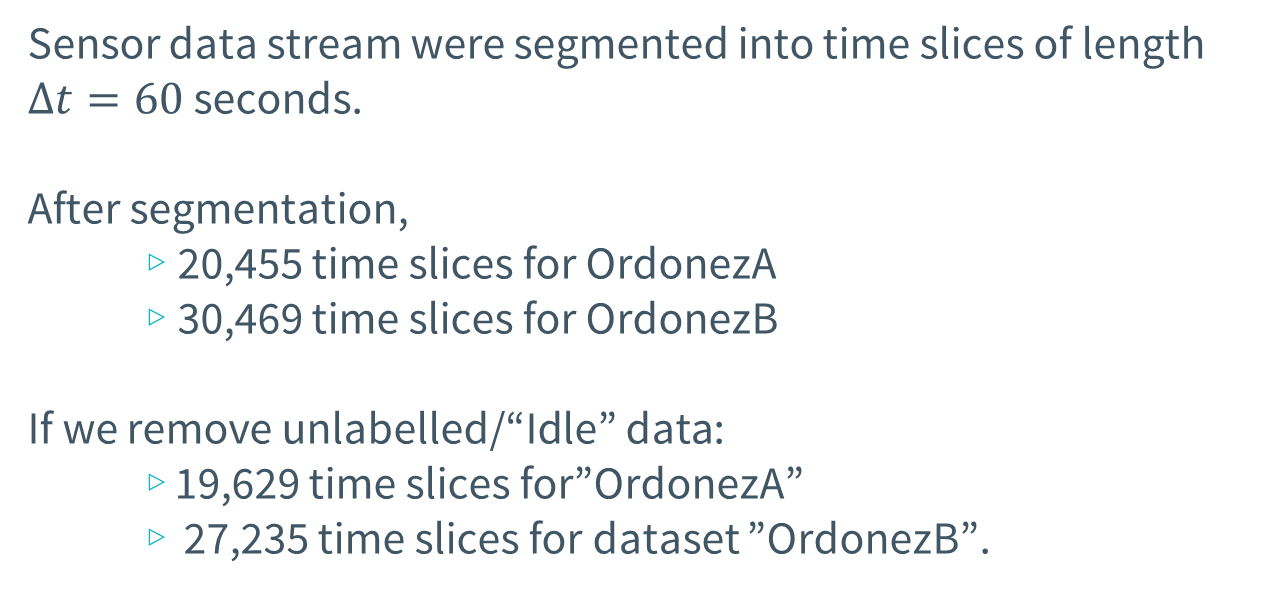 Sensor data stream were segmented into time slices of length
Δt = 60 seconds.
After segmentation,
▷ 20,455 time slices for OrdonezA
▷ 30,469 time slices for OrdonezB
If we remove unlabelled/“Idle” data:
▷ 19,629 time slices for”OrdonezA”
▷ 27,235 time slices for dataset ”OrdonezB”.